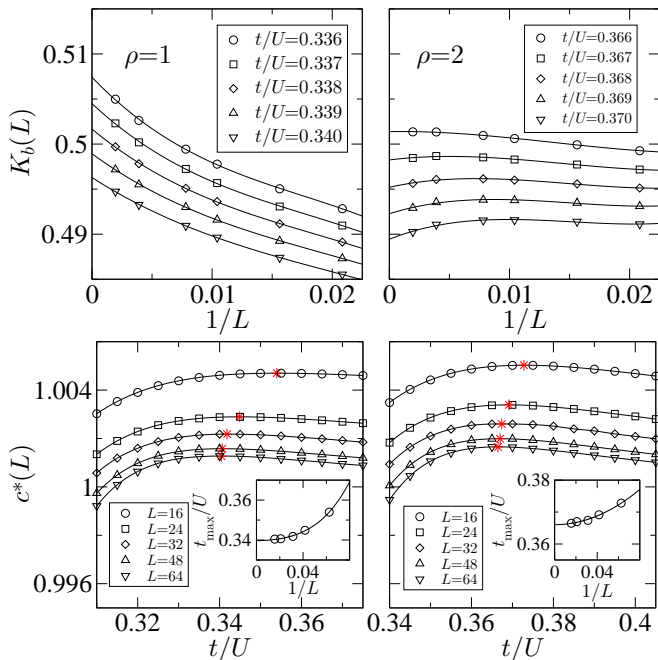 ρ=1
t/U=0.336
t/U=0.337
t/U=0.338
t/U=0.339
t/U=0.340
ρ=2
t/U=0.366
t/U=0.367
t/U=0.368
t/U=0.369
t/U=0.370
0.51
0.5
0.49
K_b(L)
0 0.01 0.02
1/L
0 0.01 0.02
1/L
1.004
1
0.996
c*(L)
L=16
L=24
L=32
L=48
L=64
0.36
0.34
t_max/U
0 0.04
1/L
0.32 0.34 0.36
t/U
L=16
L=24
L=32
L=48
L=64
0.38
0.36
t_max/U
0 0.04
1/L
0.34 0.36 0.38 0.4
t/U